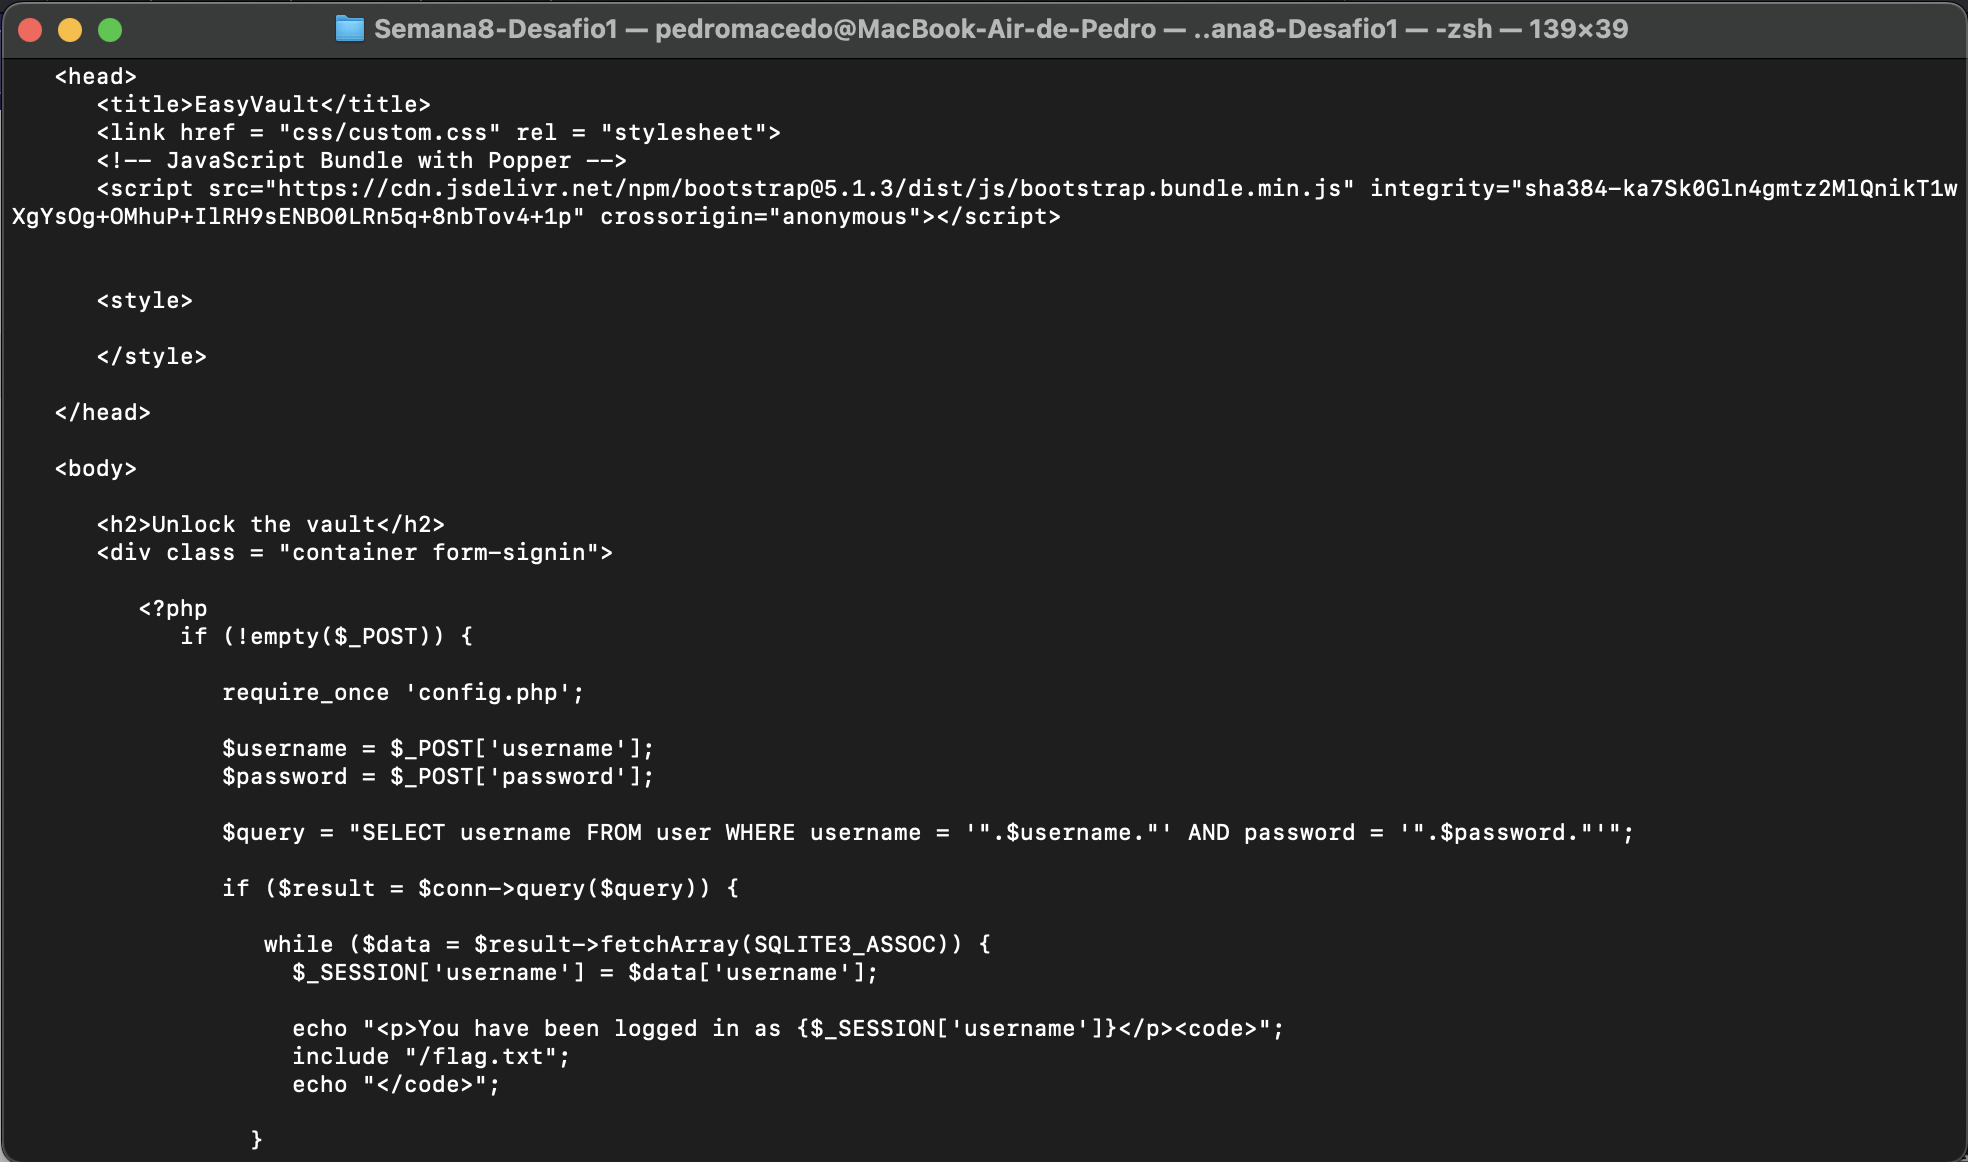 Semana8-Desafio1 — pedromacedo@MacBook-Air-de-Pedro — ..ana8-Desafio1 — -zsh — 139×39
<head>
<title>EasyVault</title>
<link href = "css/custom.css" rel = "stylesheet">
<!-- JavaScript Bundle with Popper -->
<script src="https://cdn.jsdelivr.net/npm/bootstrap@5.1.3/dist/js/bootstrap.bundle.min.js" integrity="sha384-ka7Sk0Gln4gmtz2MlQnikT1w
XgYsOg+OMhuP+IlRH9sENBO0LRn5q+8nbTov4+1p" crossorigin="anonymous"></script>
<style>
</style>
</head>
<body>
<h2>Unlock the vault</h2>
<div class = "container form-signin">
<?php
if (!empty($_POST)) {
require_once 'config.php';
$username = $_POST['username'];
$password = $_POST['password'];
$query = "SELECT username FROM user WHERE username = '".$username."' AND password = '".$password."'";
if ($result = $conn->query($query)) {
while ($data = $result->fetchArray(SQLITE3_ASSOC)) {
$_SESSION['username'] = $data['username'];
echo "<p>You have been logged in as {$_SESSION['username']}</p><code>";
include "/flag.txt";
echo "</code>";
}